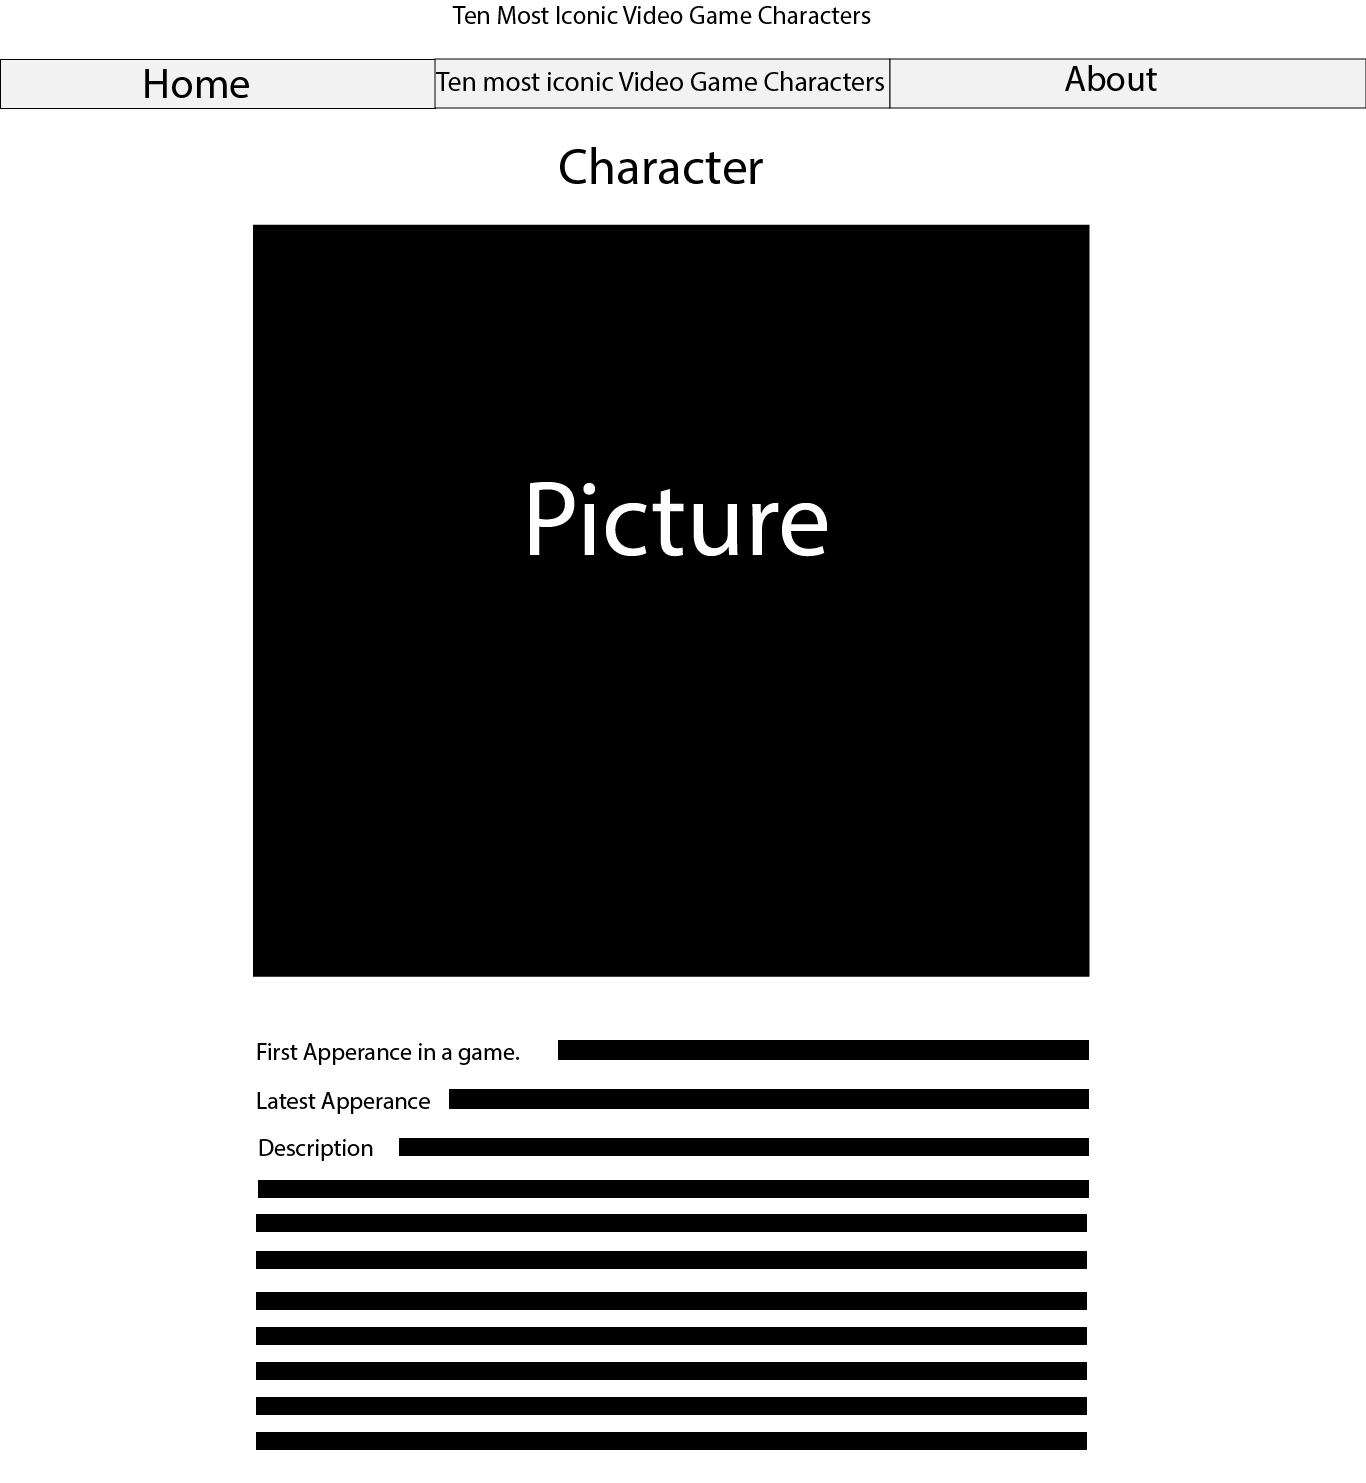 Ten Most Iconic Video Game Characters
Home
Ten most iconic Video Game Characters
About
Character
Picture
First Apperance in a game.
Latest Apperance
Description